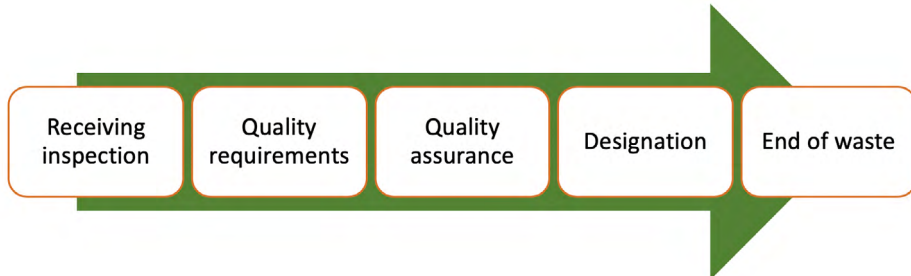 Receiving
inspection
Quality
requirements
Quality
assurance
Designation
End of waste